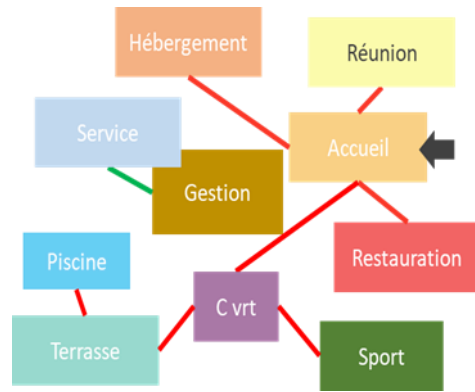 Hébergement
Réunion
Service
Accueil
Gestion
Piscine
Restauration
C vrt
Terrasse
Sport